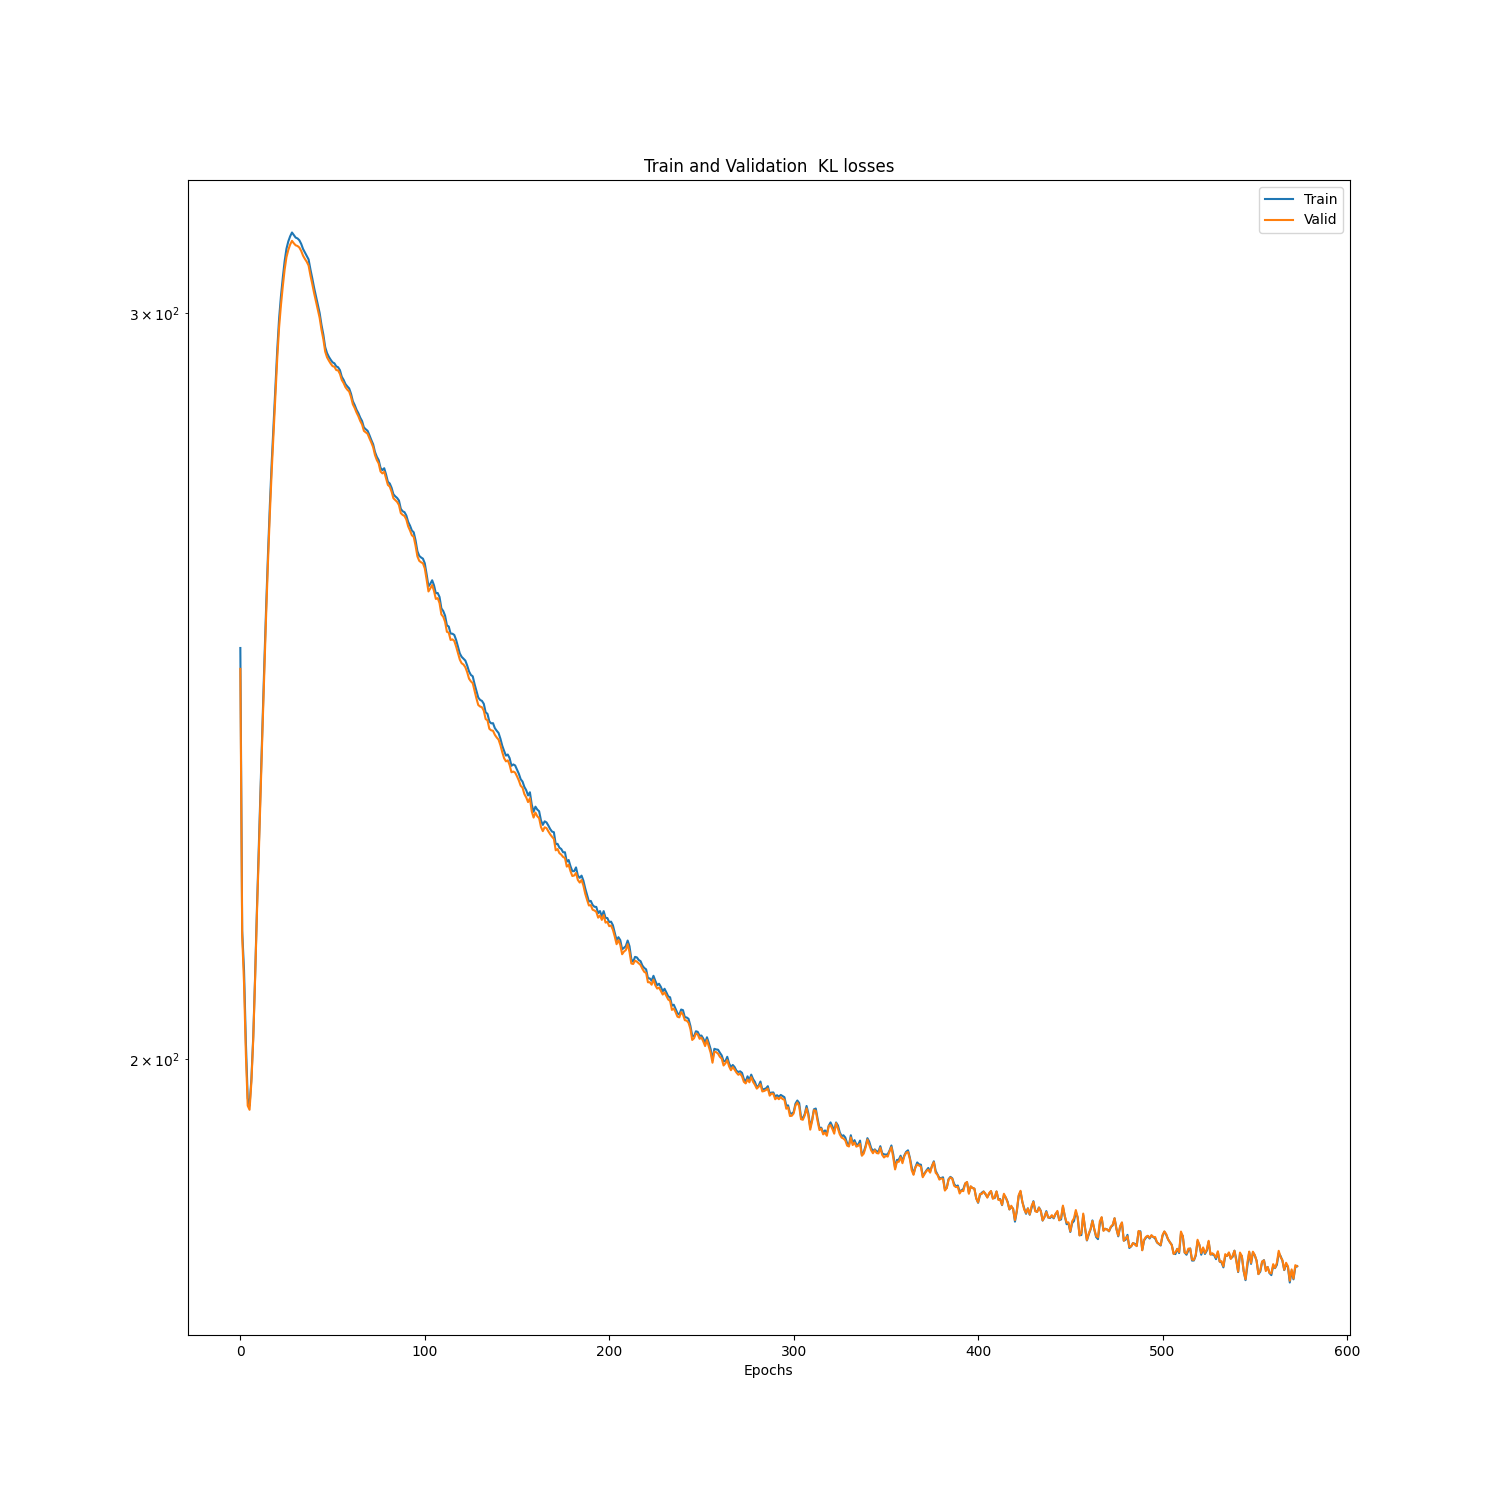 Train and Validation  KL losses
Train
Valid
3 × 10²
2 × 10²
0 100 200 300 400 500 600
Epochs